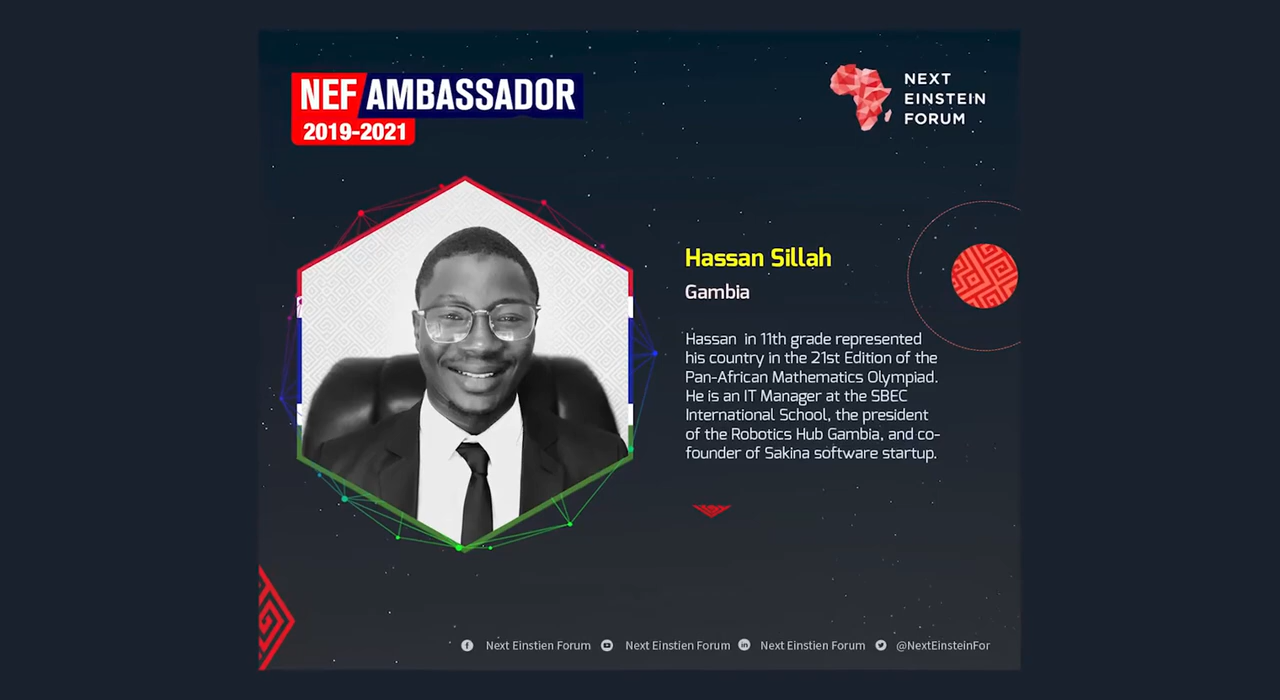 NEF AMBASSADOR
2019-2021
NEXT
EINSTEIN
FORUM
Hassan Sillah
Gambia
Hassan in 11th grade represented
his country in the 21st Edition of the
Pan-African Mathematics Olympiad.
He is an IT Manager at the SBEC
International School, the president
of the Robotics Hub Gambia, and co-
founder of Sakina software startup.
Next Einstien Forum Next Einstien Forum Next Einstien Forum @NextEinsteinFor